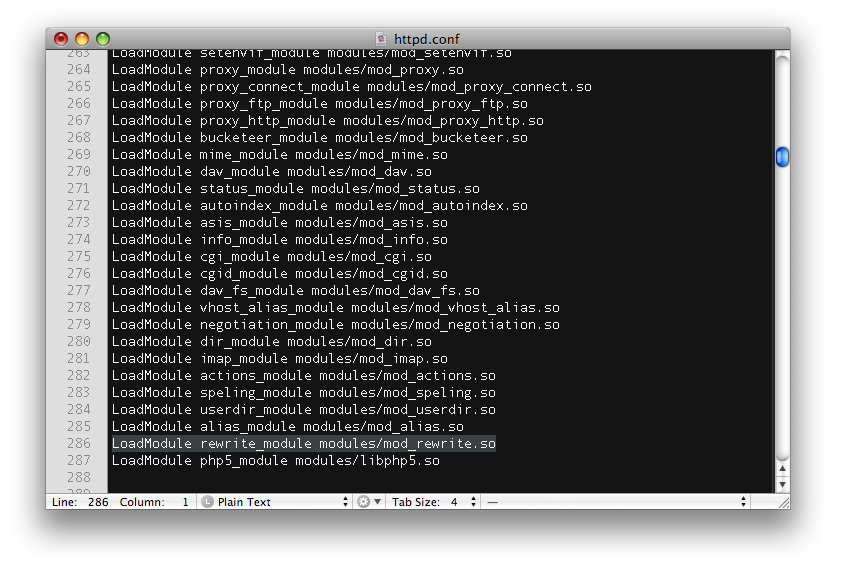 httpd.conf
263 LoadModule setenvif_module modules/mod_setenvif.so
264 LoadModule proxy_module modules/mod_proxy.so
265 LoadModule proxy_connect_module modules/mod_proxy_connect.so
266 LoadModule proxy_ftp_module modules/mod_proxy_ftp.so
267 LoadModule proxy_http_module modules/mod_proxy_http.so
268 LoadModule bucketeer_module modules/mod_bucketeer.so
269 LoadModule mime_module modules/mod_mime.so
270 LoadModule dav_module modules/mod_dav.so
271 LoadModule status_module modules/mod_status.so
272 LoadModule autoindex_module modules/mod_autoindex.so
273 LoadModule asis_module modules/mod_asis.so
274 LoadModule info_module modules/mod_info.so
275 LoadModule cgi_module modules/mod_cgi.so
276 LoadModule cgid_module modules/mod_cgid.so
277 LoadModule dav_fs_module modules/mod_dav_fs.so
278 LoadModule vhost_alias_module modules/mod_vhost_alias.so
279 LoadModule negotiation_module modules/mod_negotiation.so
280 LoadModule dir_module modules/mod_dir.so
281 LoadModule imap_module modules/mod_imap.so
282 LoadModule actions_module modules/mod_actions.so
283 LoadModule speling_module modules/mod_speling.so
284 LoadModule userdir_module modules/mod_userdir.so
285 LoadModule alias_module modules/mod_alias.so
286 LoadModule rewrite_module modules/mod_rewrite.so
287 LoadModule php5_module modules/libphp5.so
288
289
Line: 286 Column: 1 L Plain Text Tab Size: 4 —